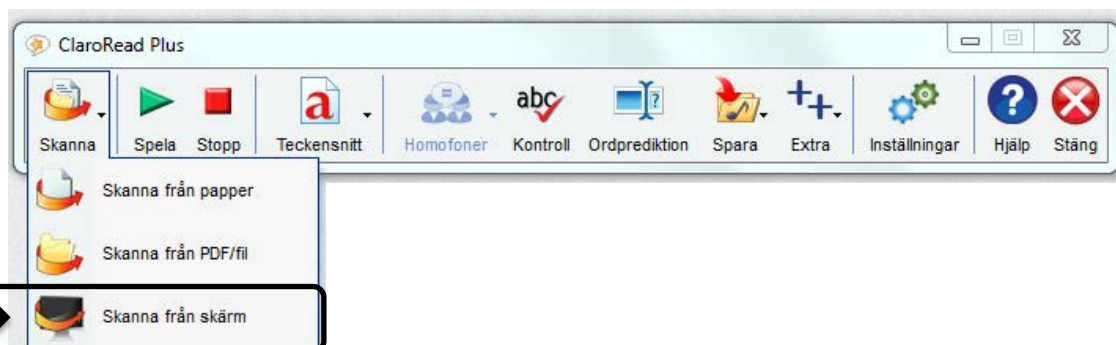 ClaroRead Plus
Skanna Spela Stopp Teckensnitt Homofoner Kontroll Ordprediktion Spara Extra Inställningar Hjälp Stäng
a abc ? ?
Skanna från papper
Skanna från PDF/fil
Skanna från skärm